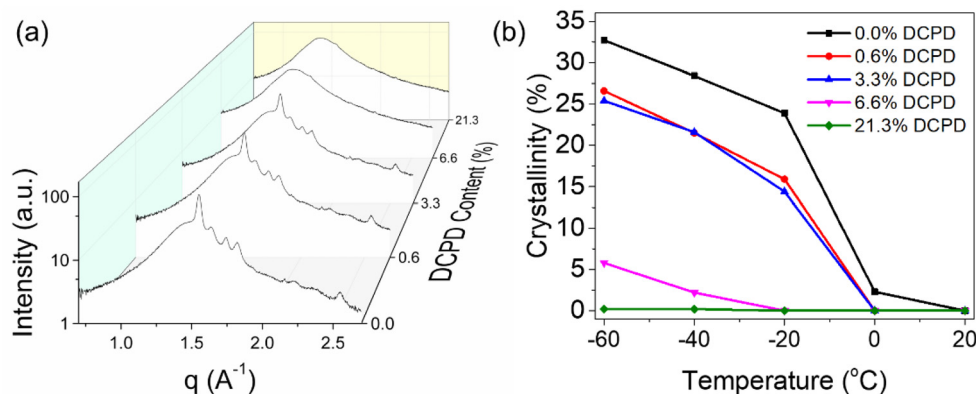 (a)
Intensity (a.u.)
100
10
1
1.0
1.5
2.0
2.5
q (A⁻¹)
DCPD Content (%)
21.3
6.6
3.3
0.6
0.0
(b)
Crystallinity (%)
35
30
25
20
15
10
5
0
-60
-40
-20
0
20
Temperature (°C)
0.0% DCPD
0.6% DCPD
3.3% DCPD
6.6% DCPD
21.3% DCPD